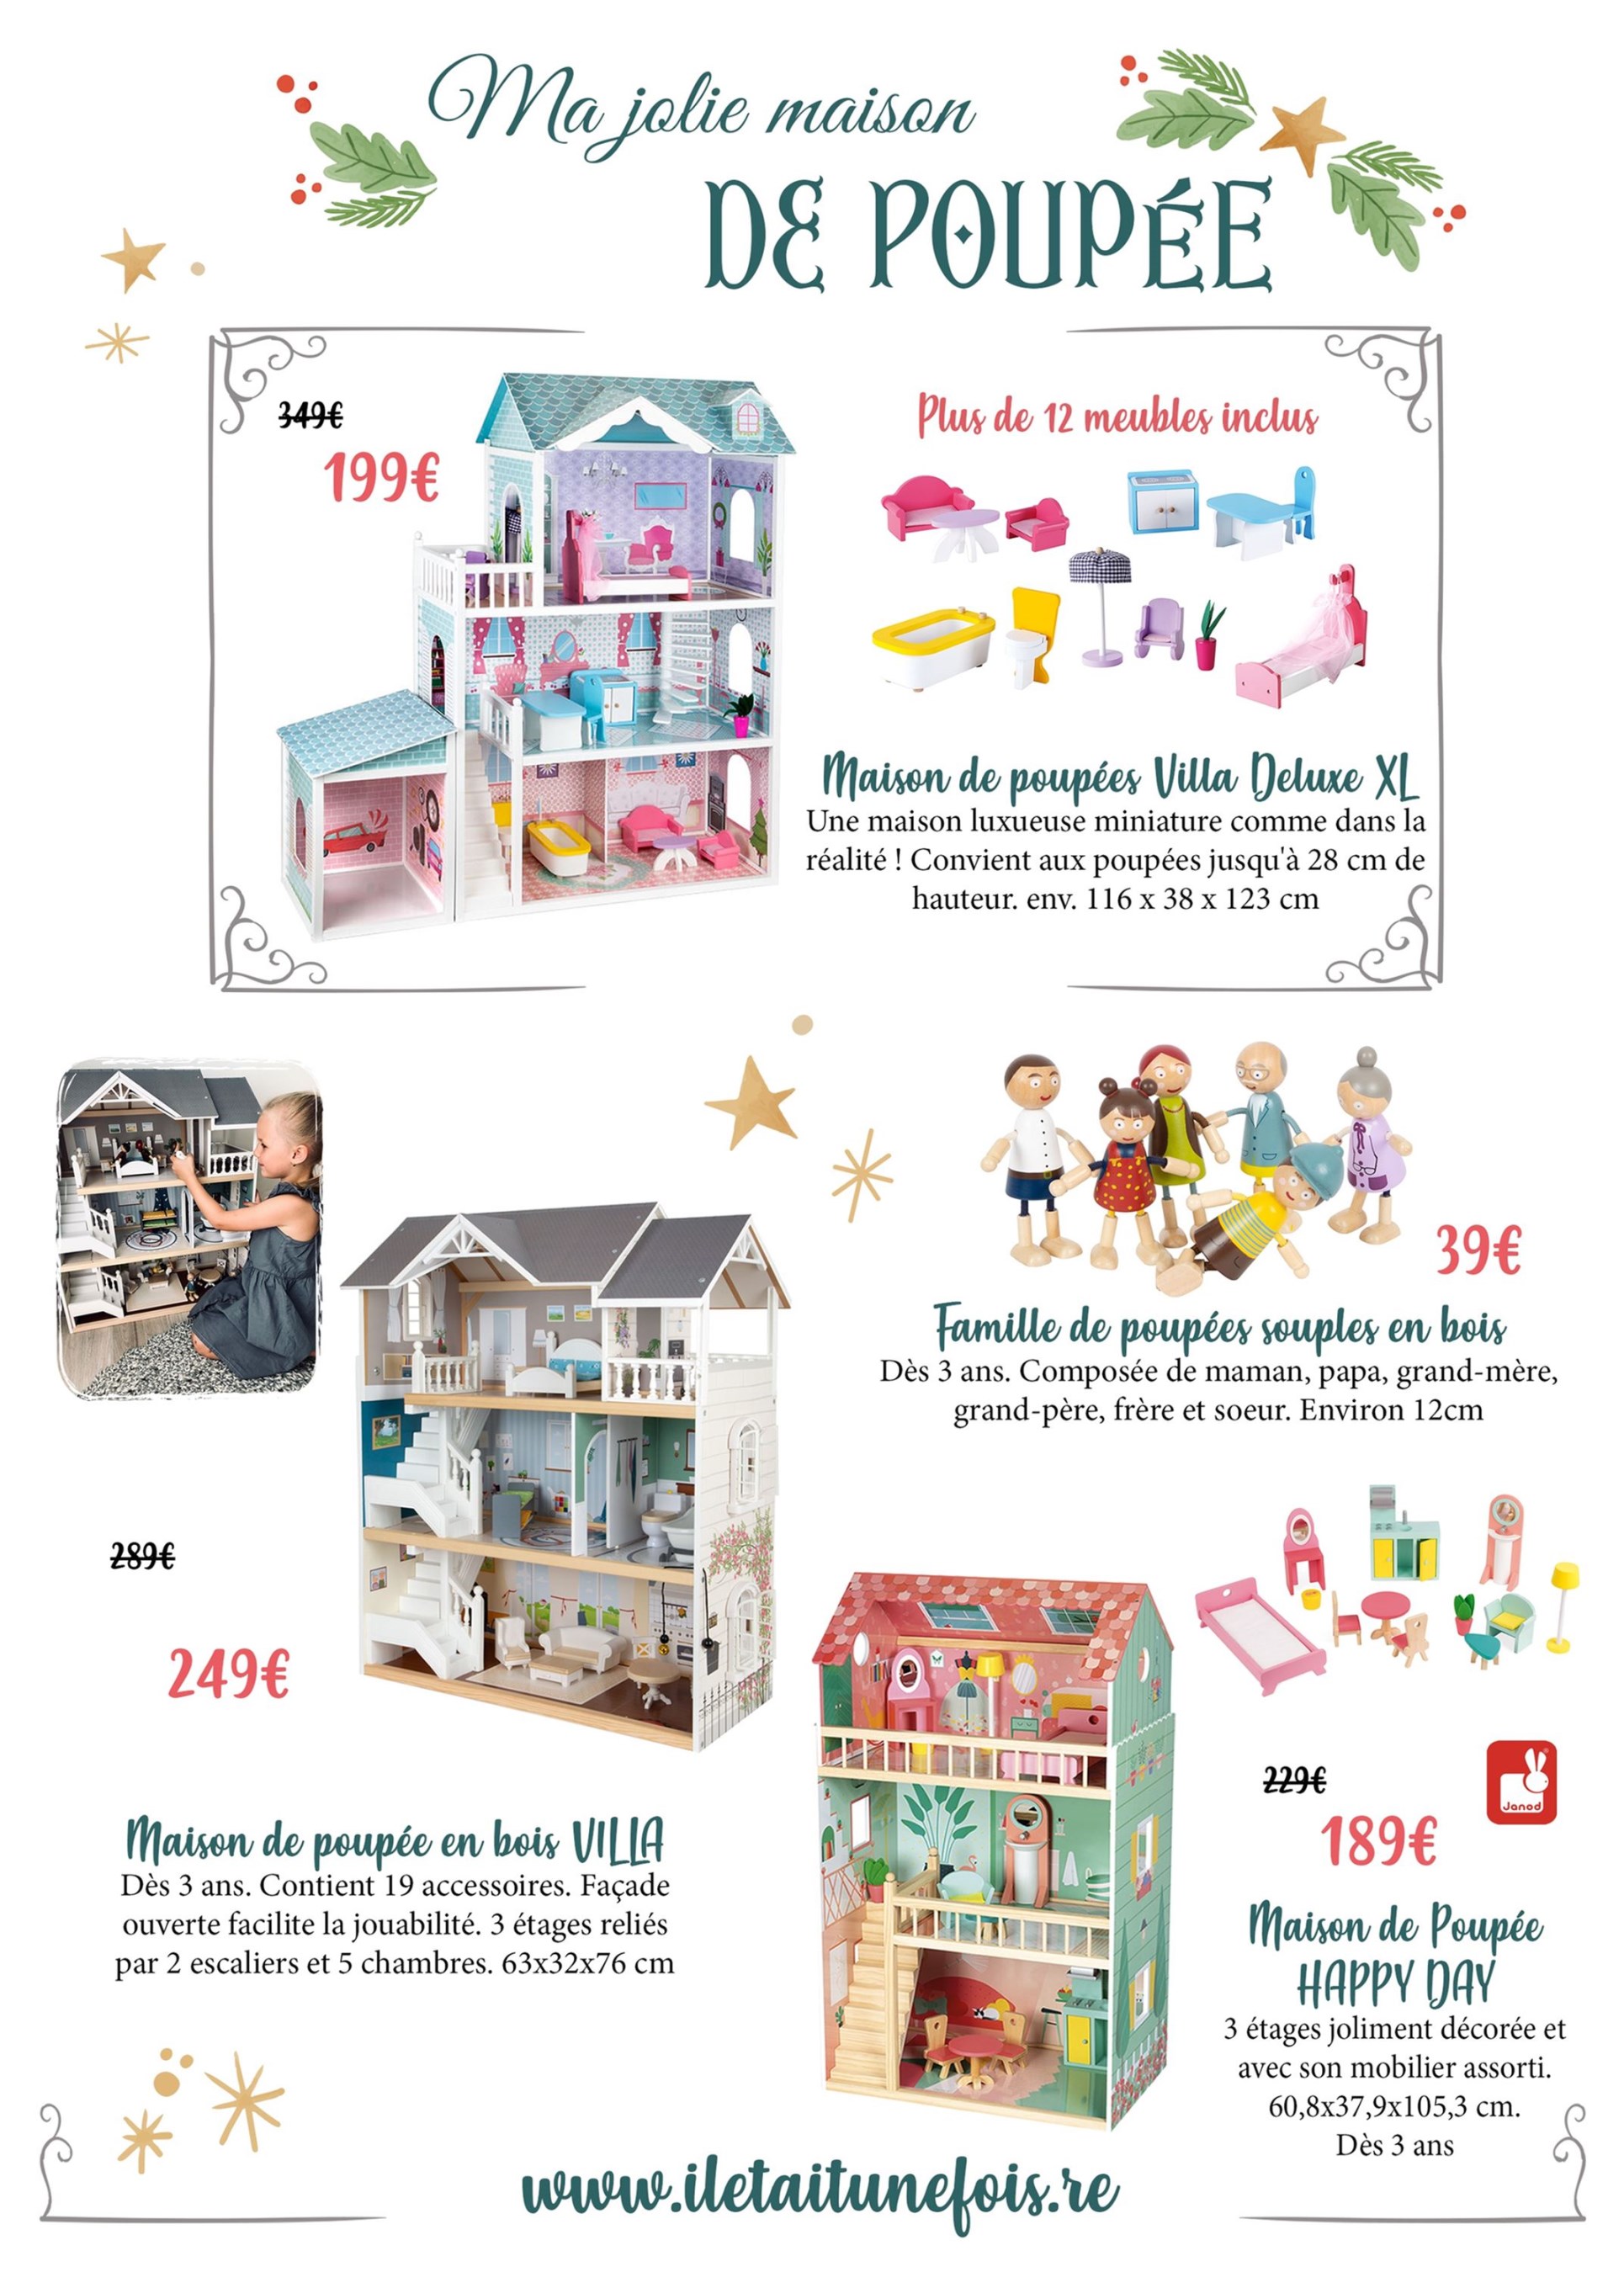 Ma jolie maison
DE POUPÉE
349€
199€
Plus de 12 meubles inclus
Maison de poupées Villa Deluxe XL
Une maison luxueuse miniature comme dans la
réalité ! Convient aux poupées jusqu'à 28 cm de
hauteur. env. 116 x 38 x 123 cm
39€
Famille de poupées souples en bois
Dès 3 ans. Composée de maman, papa, grand-mère,
grand-père, frère et soeur. Environ 12cm
289€
249€
Maison de poupée en bois VILLA
Dès 3 ans. Contient 19 accessoires. Façade
ouverte facilite la jouabilité. 3 étages reliés
par 2 escaliers et 5 chambres. 63x32x76 cm
229€
Janod
189€
Maison de Poupée
HAPPY DAY
3 étages joliment décorée et
avec son mobilier assorti.
60,8x37,9x105,3 cm.
Dès 3 ans
www.iletaitunefois.re